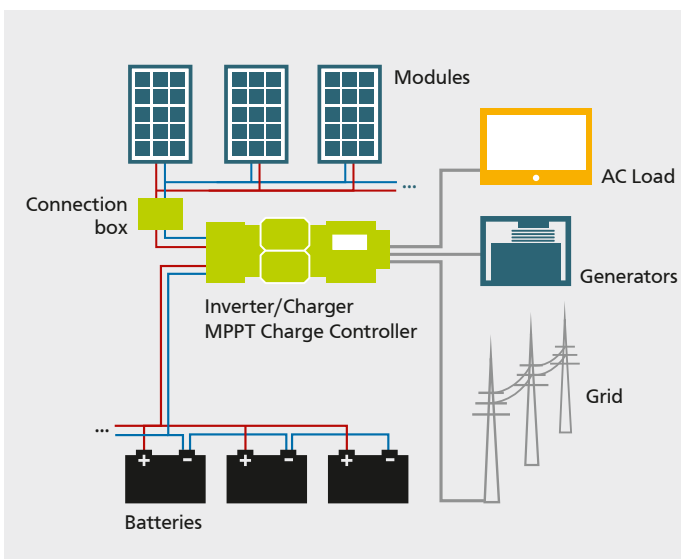 Modules
AC Load
...
Connection
box
Generators
Inverter/Charger
MPPT Charge Controller
Grid
...
+ - + - + -
Batteries